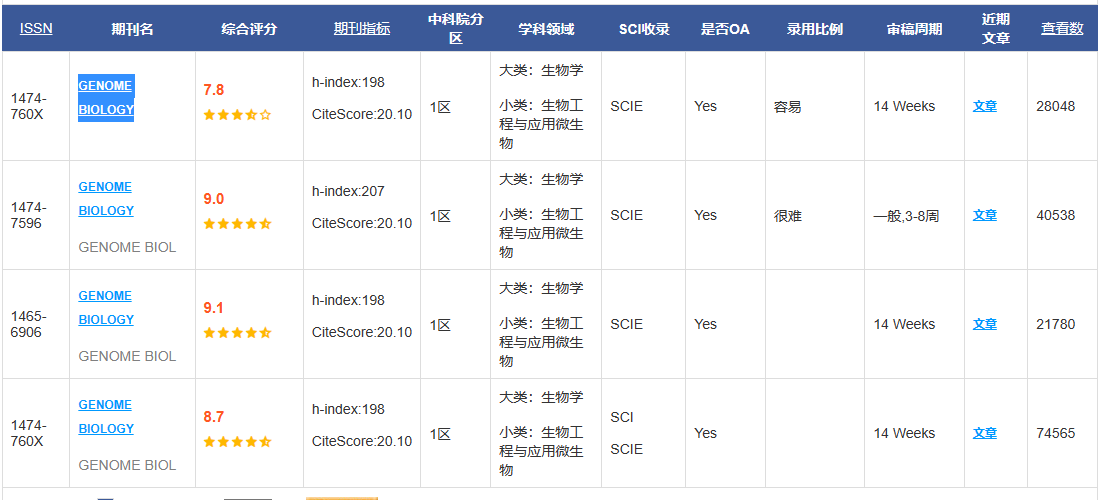 ISSN 期刊名 综合评分 期刊指标 中科院分区 学科领域 SCI收录 是否OA 录用比例 审稿周期 近期文章 查看数
1474-760X GENOME BIOLOGY 7.8 h-index:198 CiteScore:20.10 1区 大类：生物学 小类：生物工程与应用微生物 SCIE Yes 容易 14 Weeks 文章 28048
1474-7596 GENOME BIOLOGY GENOME BIOL 9.0 h-index:207 CiteScore:20.10 1区 大类：生物学 小类：生物工程与应用微生物 SCIE Yes 很难 一般,3-8周 文章 40538
1465-6906 GENOME BIOLOGY GENOME BIOL 9.1 h-index:198 CiteScore:20.10 1区 大类：生物学 小类：生物工程与应用微生物 SCIE Yes 14 Weeks 文章 21780
1474-760X GENOME BIOLOGY GENOME BIOL 8.7 h-index:198 CiteScore:20.10 1区 大类：生物学 小类：生物工程与应用微生物 SCI SCIE Yes 14 Weeks 文章 74565